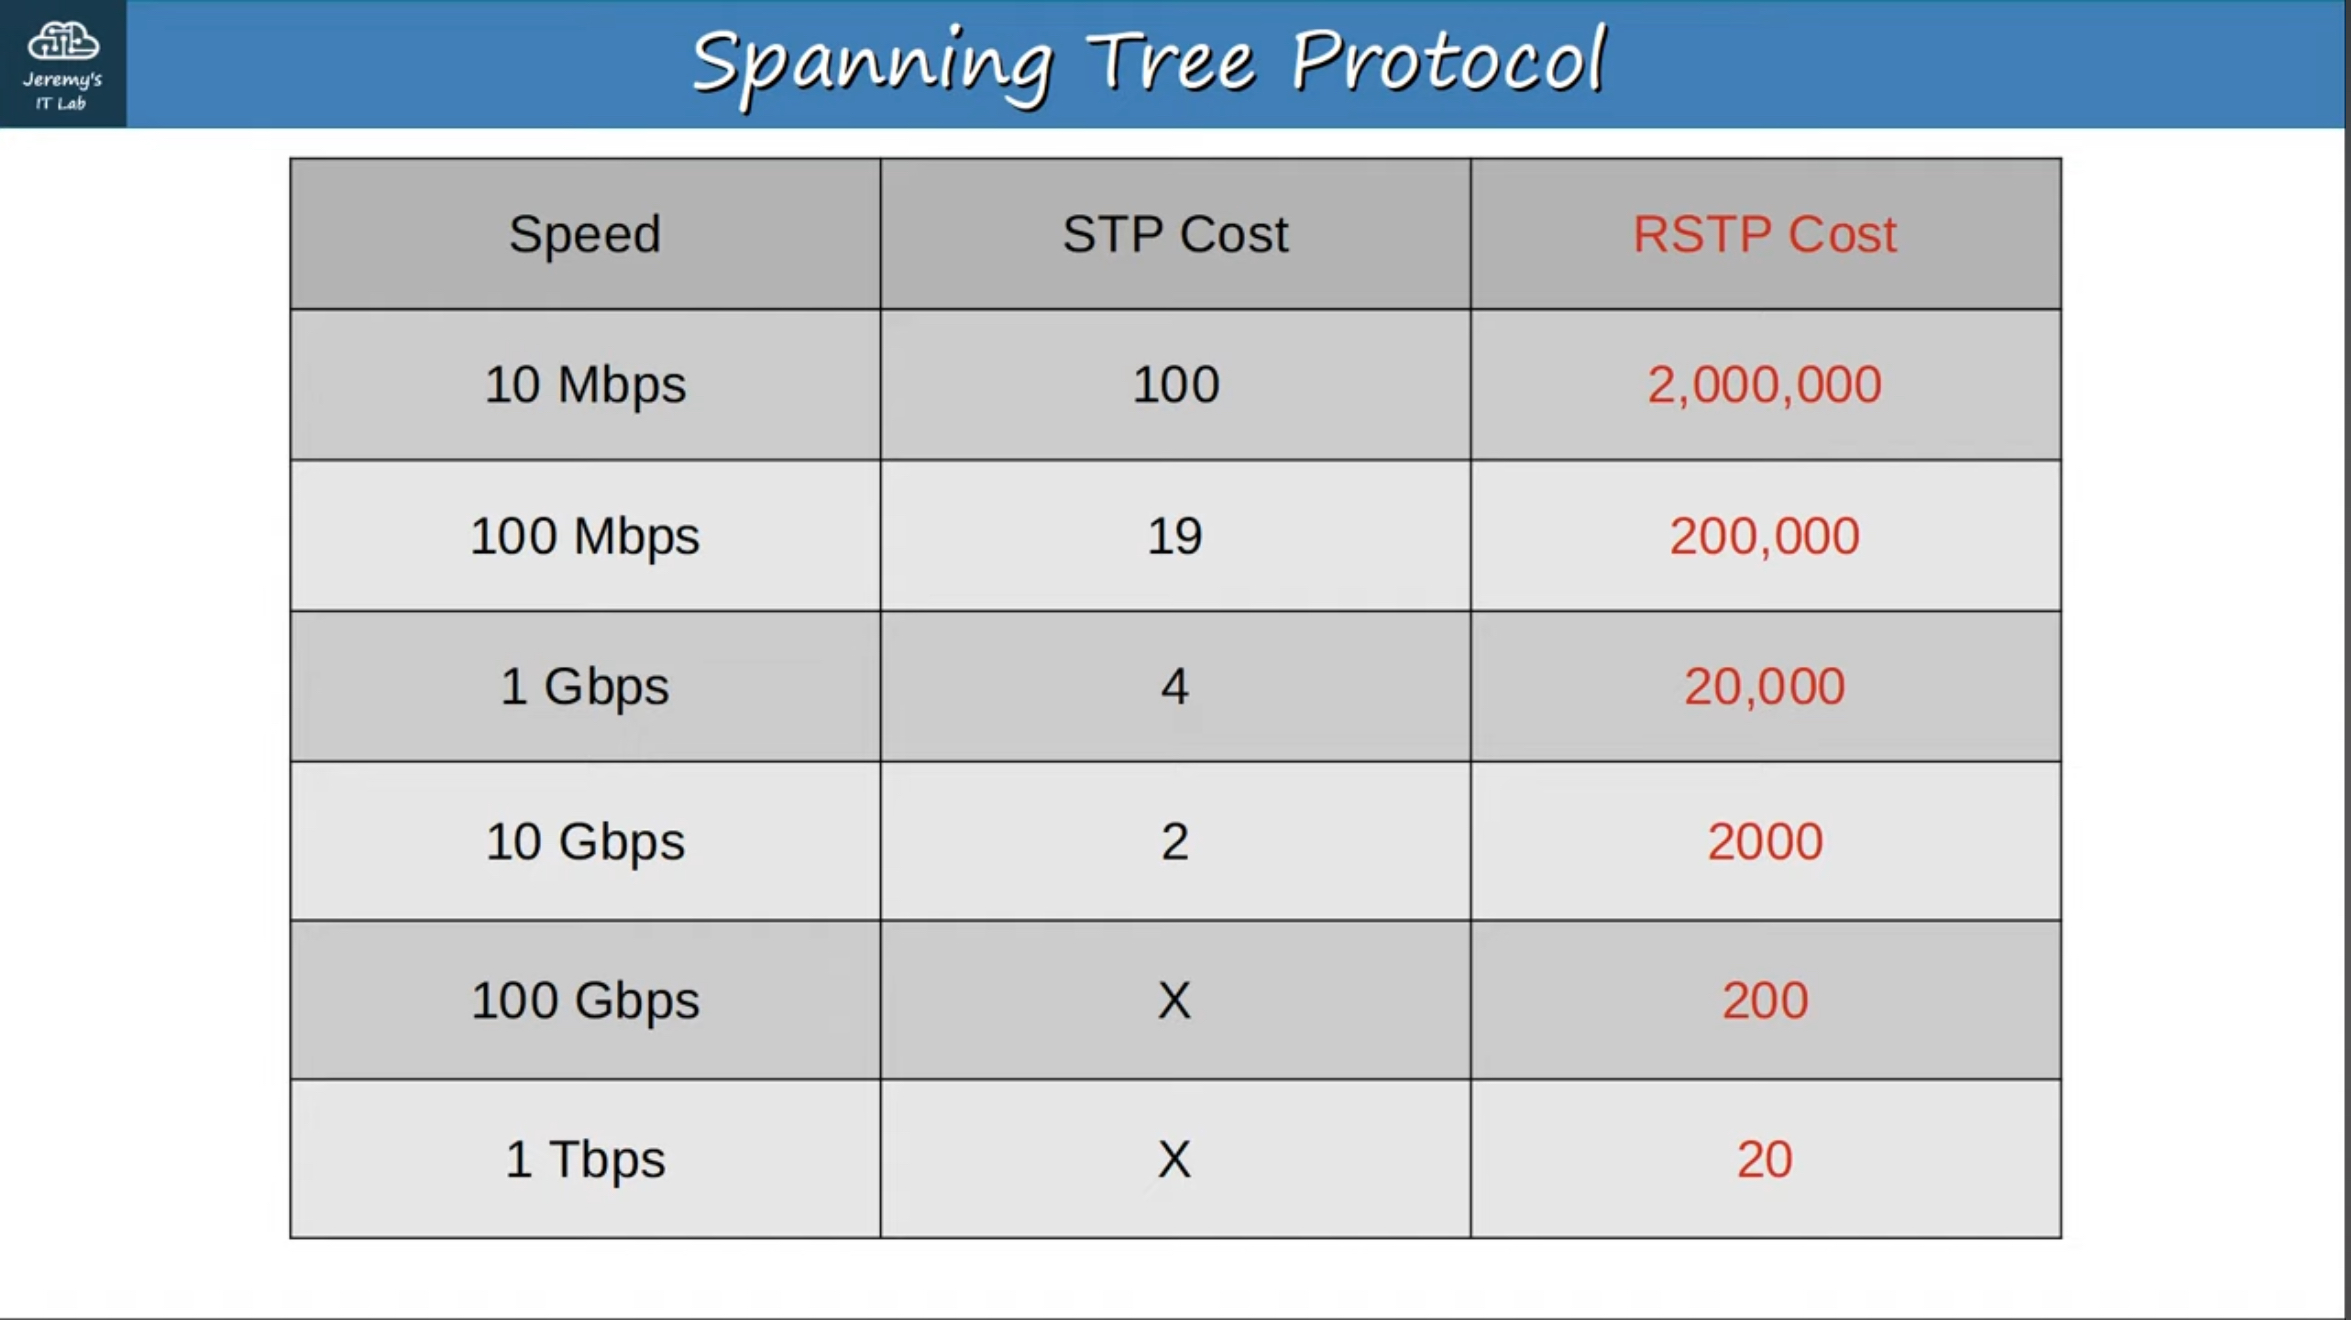 Jeremy's
IT Lab
Spanning Tree Protocol
Speed STP Cost RSTP Cost
10 Mbps 100 2,000,000
100 Mbps 19 200,000
1 Gbps 4 20,000
10 Gbps 2 2000
100 Gbps X 200
1 Tbps X 20